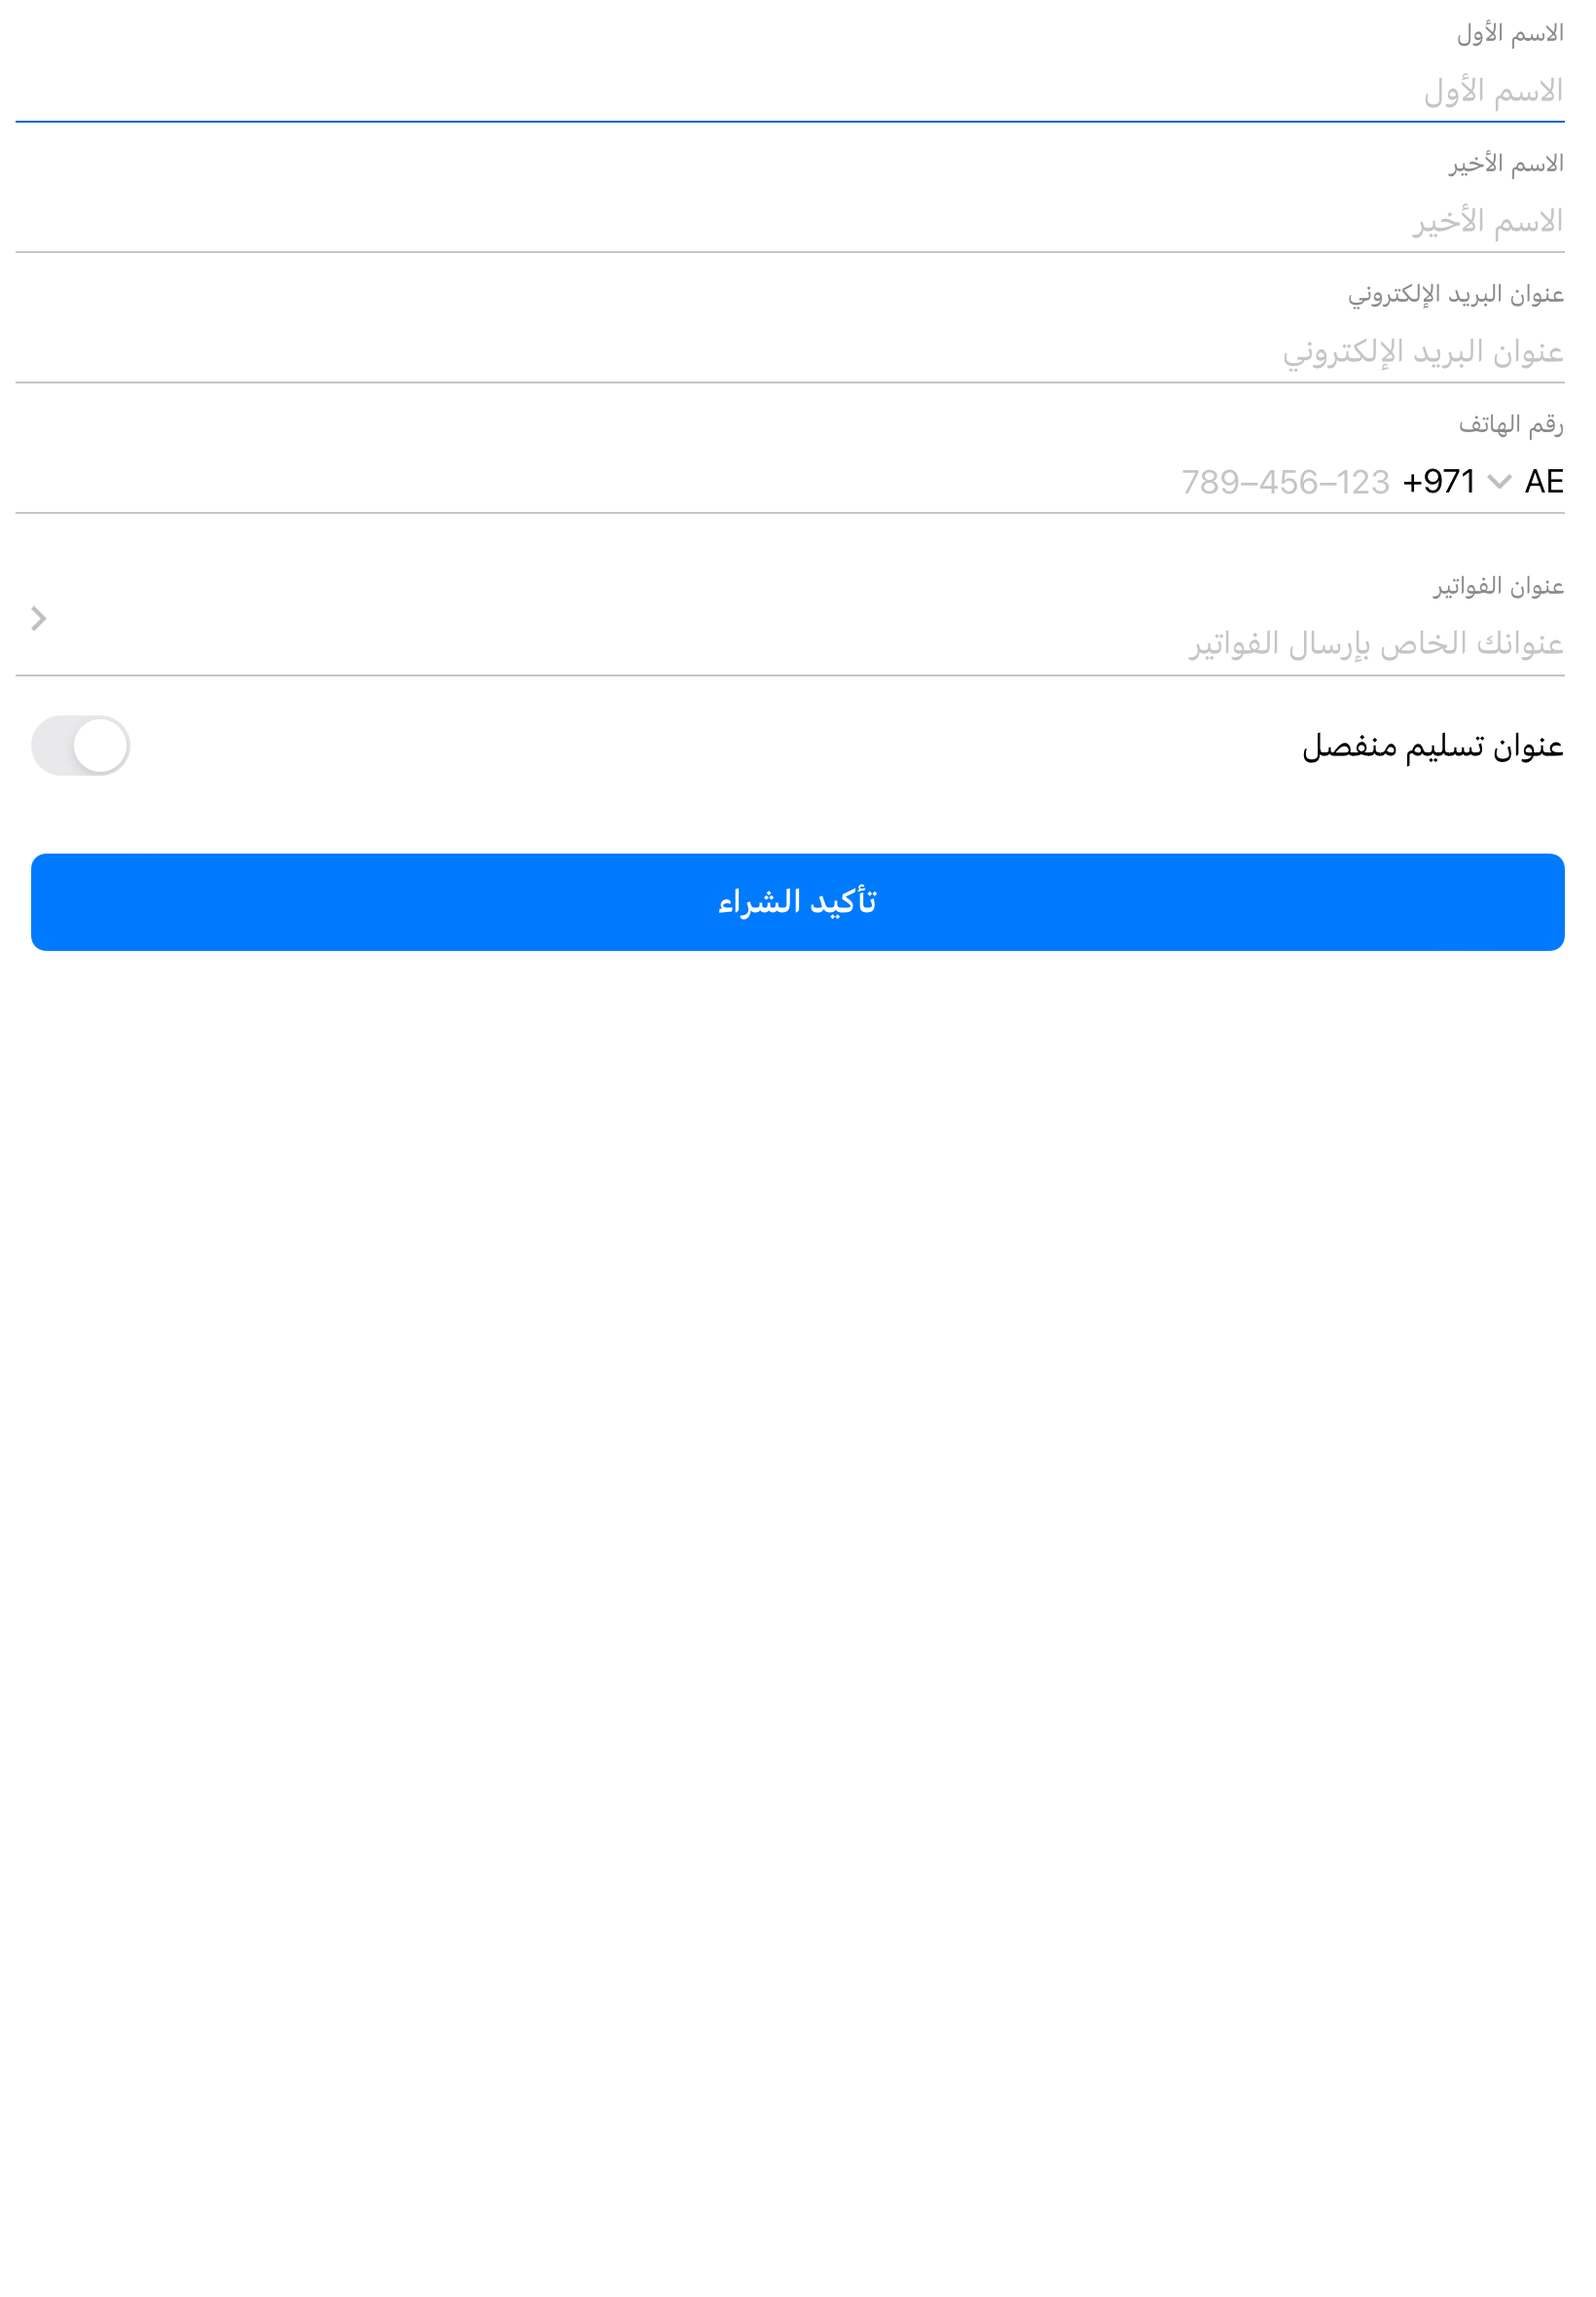 الاسم الأول
الاسم الأول
الاسم الأخير
الاسم الأخير
عنوان البريد الإلكتروني
عنوان البريد الإلكتروني
رقم الهاتف
AE +971 789–456–123
عنوان الفواتير
عنوانك الخاص بإرسال الفواتير
عنوان تسليم منفصل
تأكيد الشراء